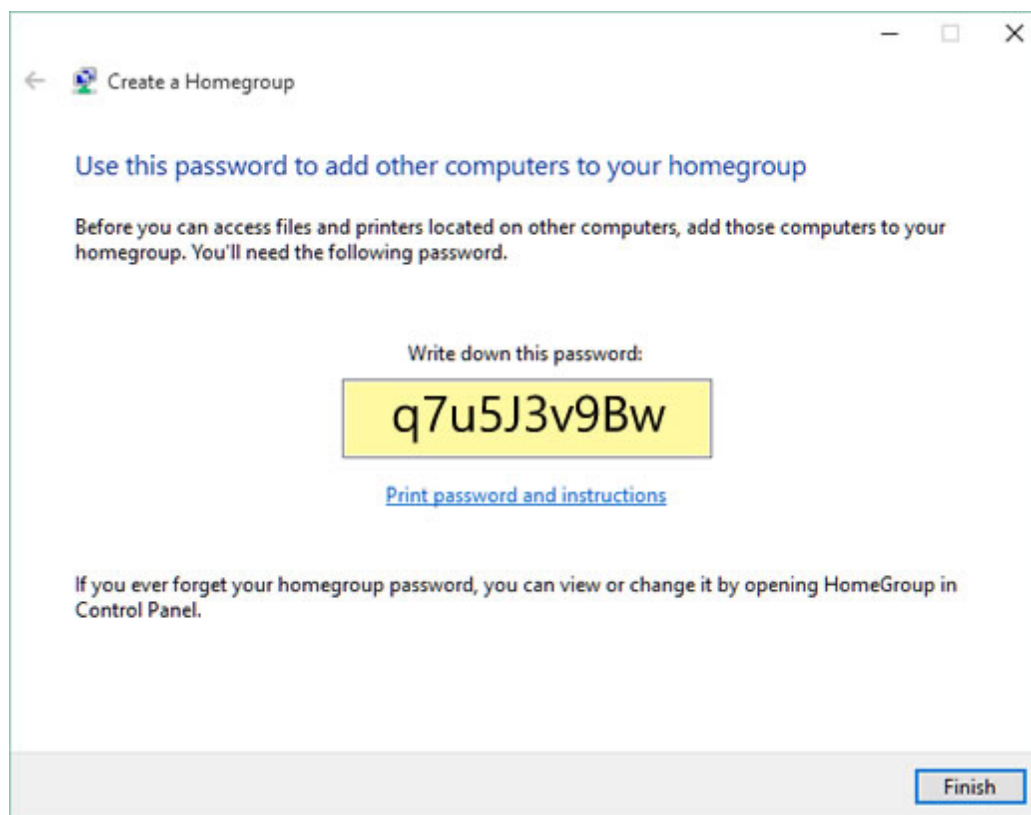 Create a Homegroup
Use this password to add other computers to your homegroup
Before you can access files and printers located on other computers, add those computers to your
homegroup. You'll need the following password.
Write down this password:
q7u5J3v9Bw
Print password and instructions
If you ever forget your homegroup password, you can view or change it by opening HomeGroup in
Control Panel.
Finish